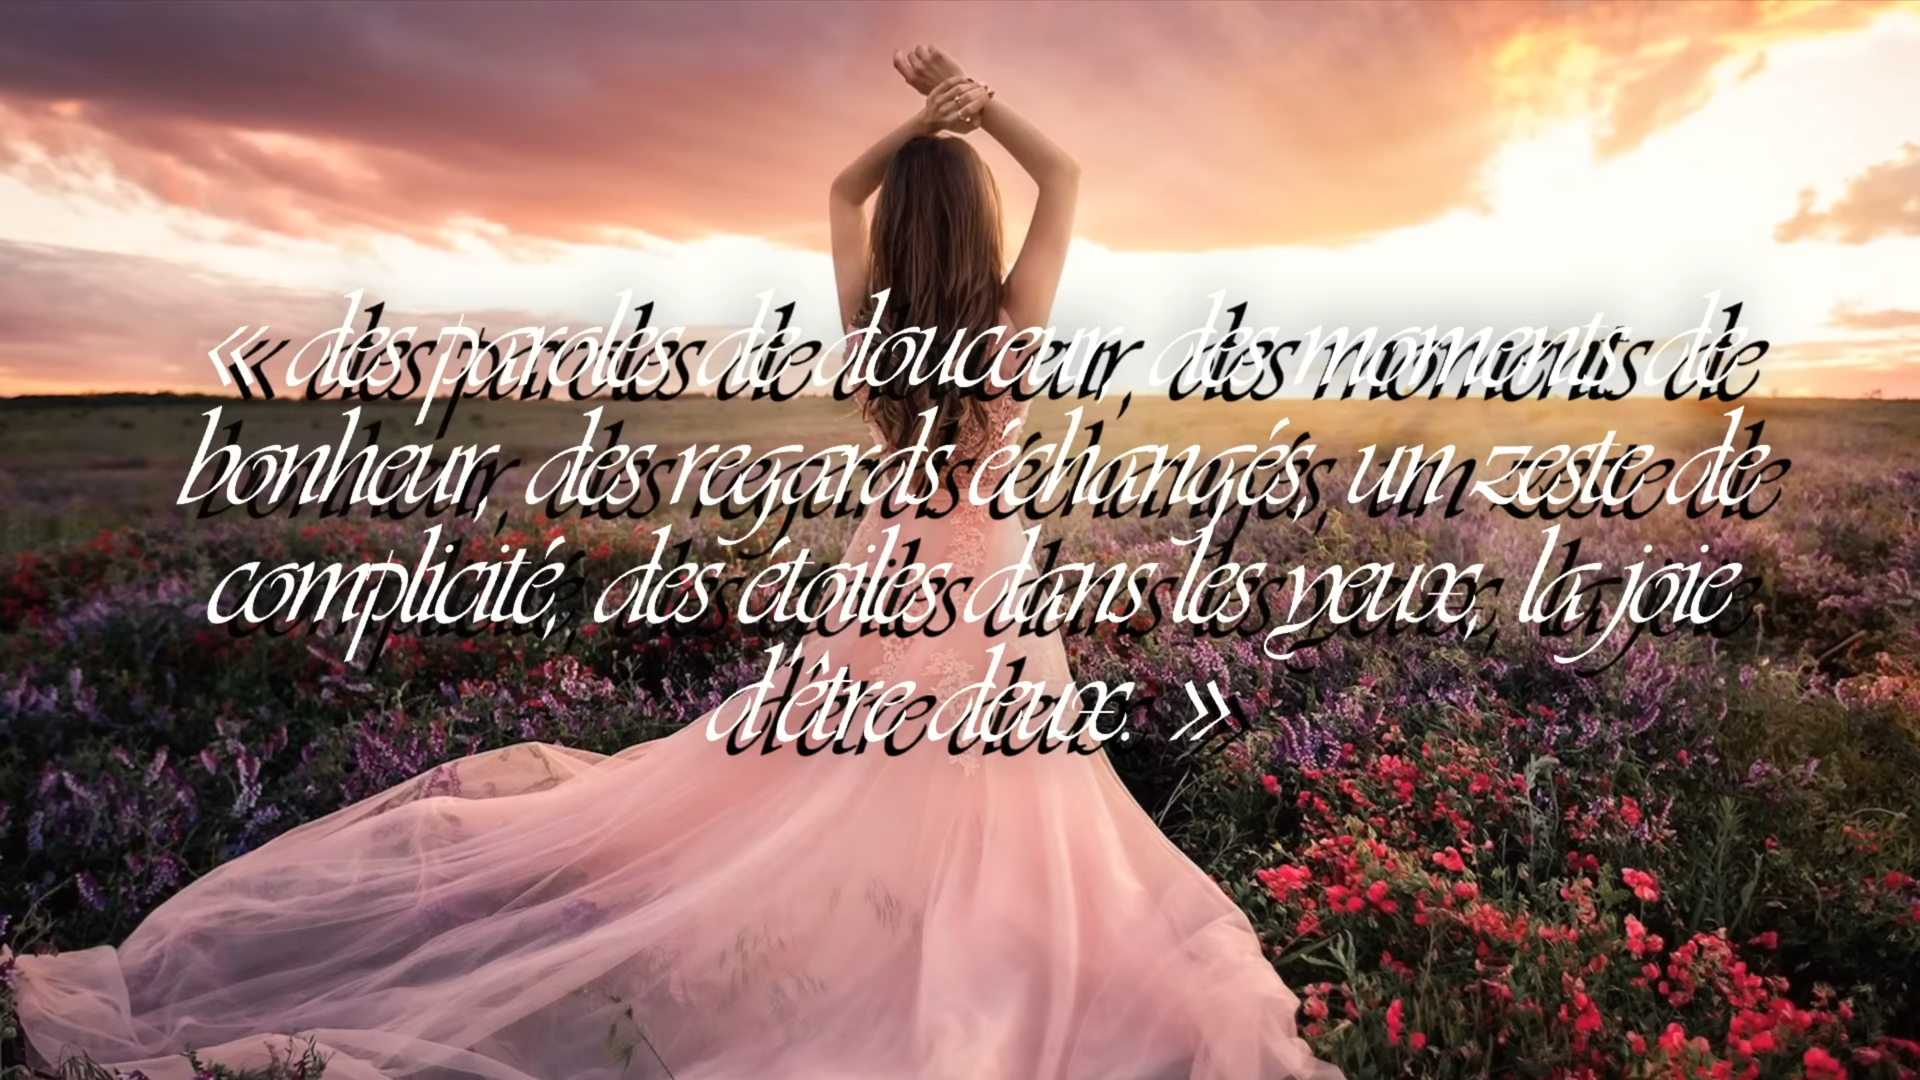 « des paroles de douceur, des moments de
bonheur, des regards échangés, un zeste de
complicité, des étoiles dans les yeux, la joie
d'être deux. »